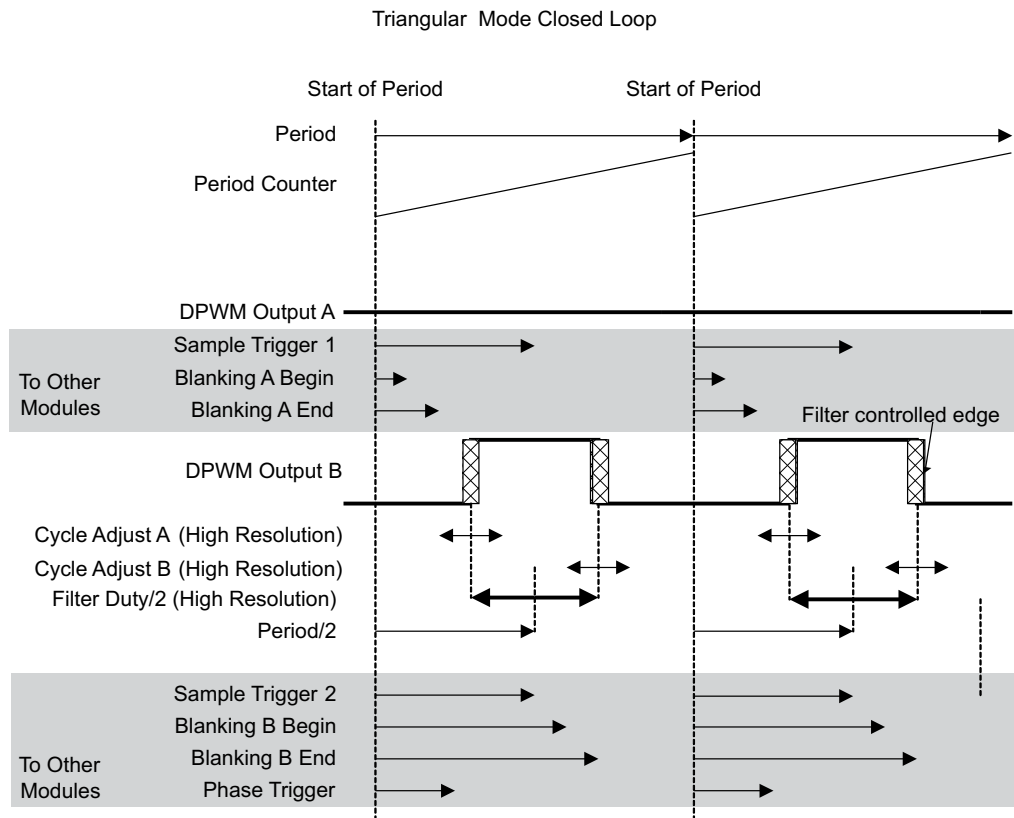 Triangular Mode Closed Loop
Start of Period
Start of Period
Period
Period Counter
DPWM Output A
Sample Trigger 1
To Other
Modules
Blanking A Begin
Blanking A End
Filter controlled edge
DPWM Output B
Cycle Adjust A (High Resolution)
Cycle Adjust B (High Resolution)
Filter Duty/2 (High Resolution)
Period/2
Sample Trigger 2
Blanking B Begin
Blanking B End
To Other
Modules
Phase Trigger